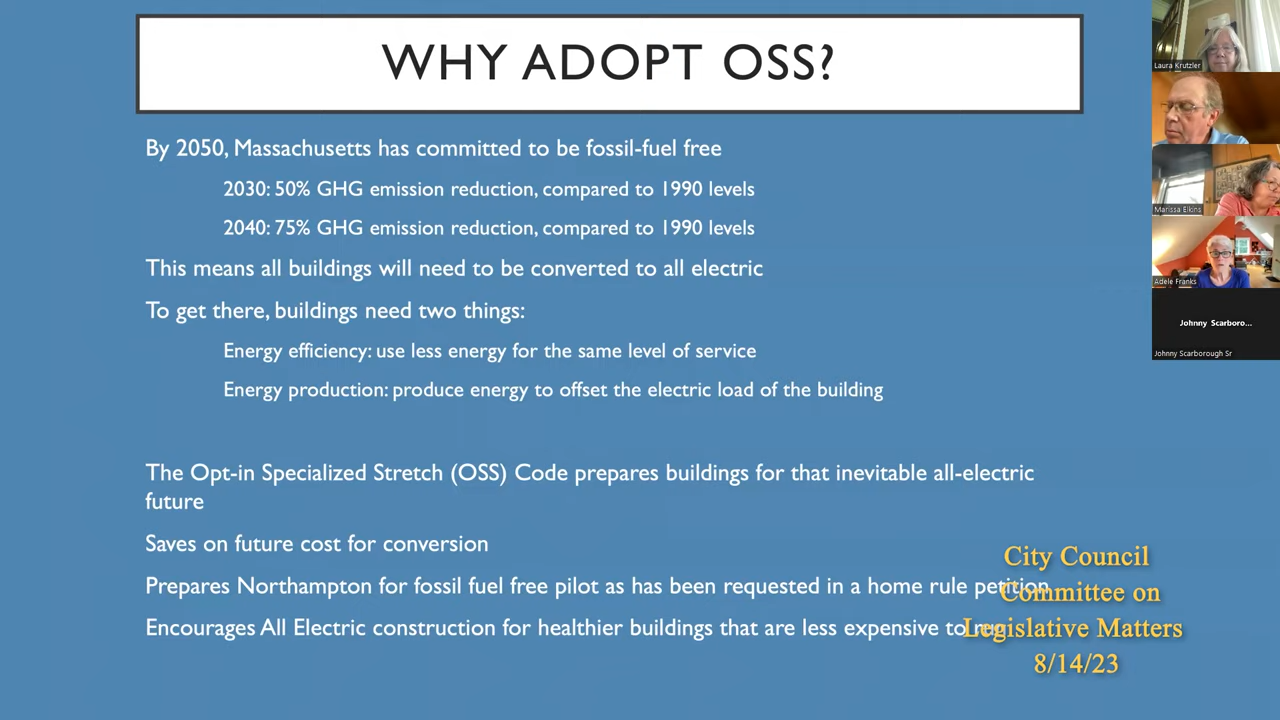 WHY ADOPT OSS?
By 2050, Massachusetts has committed to be fossil-fuel free
2030: 50% GHG emission reduction, compared to 1990 levels
2040: 75% GHG emission reduction, compared to 1990 levels
This means all buildings will need to be converted to all electric
To get there, buildings need two things:
Energy efficiency: use less energy for the same level of service
Energy production: produce energy to offset the electric load of the building
The Opt-in Specialized Stretch (OSS) Code prepares buildings for that inevitable all-electric
future
Saves on future cost for conversion
Prepares Northampton for fossil fuel free pilot as has been requested in a home rule petition
Encourages All Electric construction for healthier buildings that are less expensive to
City Council
Committee on
Legislative Matters
8/14/23
Laura Krutzler
Marissa Elkins
Adele Franks
Johnny Scarboro...
Johnny Scarborough Sr